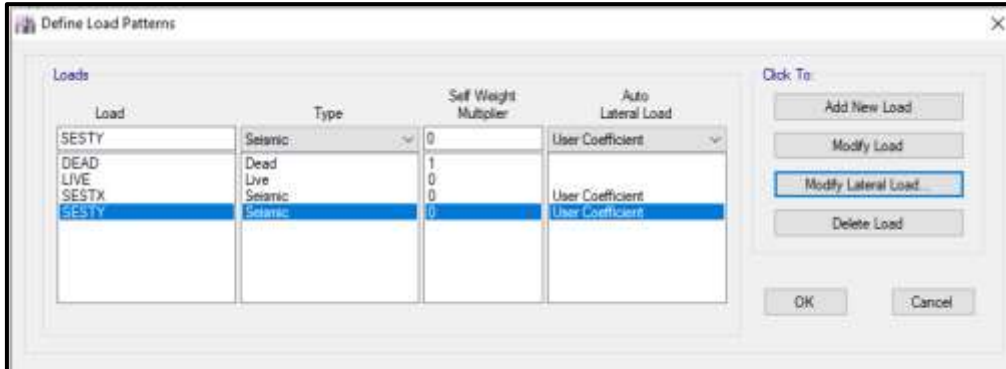 Define Load Patterns
Loads
Click To:
Load Type Self Weight Multiplier Auto Lateral Load
SESTY Seismic 0 User Coefficient
DEAD Dead 1
LIVE Live 0
SESTX Seismic 0 User Coefficient
SESTY Seismic 0 User Coefficient
Add New Load
Modify Load
Modify Lateral Load...
Delete Load
OK Cancel